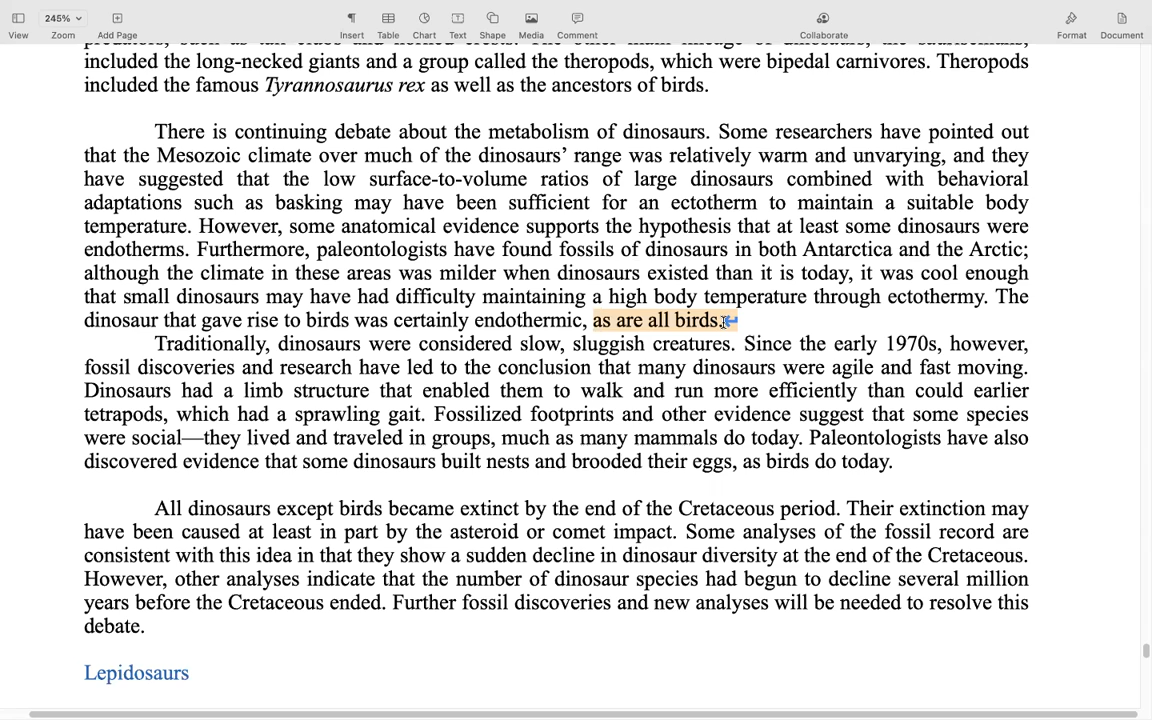 245%
View
Zoom
Add Page
Insert
Table
Chart
Text
Shape
Media
Comment
Collaborate
Format
Document
predators, such as tail clubs and horned crests. The other main lineage of dinosaurs, the saurischians,
included the long-necked giants and a group called the theropods, which were bipedal carnivores. Theropods
included the famous Tyrannosaurus rex as well as the ancestors of birds.
There is continuing debate about the metabolism of dinosaurs. Some researchers have pointed out
that the Mesozoic climate over much of the dinosaurs’ range was relatively warm and unvarying, and they
have suggested that the low surface-to-volume ratios of large dinosaurs combined with behavioral
adaptations such as basking may have been sufficient for an ectotherm to maintain a suitable body
temperature. However, some anatomical evidence supports the hypothesis that at least some dinosaurs were
endotherms. Furthermore, paleontologists have found fossils of dinosaurs in both Antarctica and the Arctic;
although the climate in these areas was milder when dinosaurs existed than it is today, it was cool enough
that small dinosaurs may have had difficulty maintaining a high body temperature through ectothermy. The
dinosaur that gave rise to birds was certainly endothermic, as are all birds.
Traditionally, dinosaurs were considered slow, sluggish creatures. Since the early 1970s, however,
fossil discoveries and research have led to the conclusion that many dinosaurs were agile and fast moving.
Dinosaurs had a limb structure that enabled them to walk and run more efficiently than could earlier
tetrapods, which had a sprawling gait. Fossilized footprints and other evidence suggest that some species
were social—they lived and traveled in groups, much as many mammals do today. Paleontologists have also
discovered evidence that some dinosaurs built nests and brooded their eggs, as birds do today.
All dinosaurs except birds became extinct by the end of the Cretaceous period. Their extinction may
have been caused at least in part by the asteroid or comet impact. Some analyses of the fossil record are
consistent with this idea in that they show a sudden decline in dinosaur diversity at the end of the Cretaceous.
However, other analyses indicate that the number of dinosaur species had begun to decline several million
years before the Cretaceous ended. Further fossil discoveries and new analyses will be needed to resolve this
debate.
Lepidosaurs